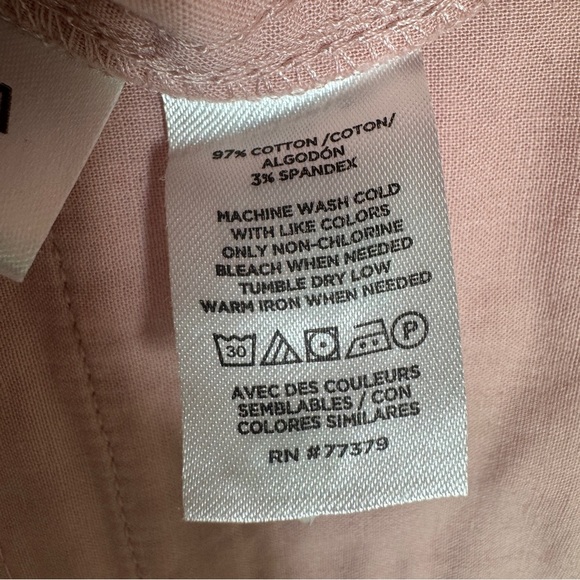 97% COTTON /COTON/
ALGODÓN
3% SPANDEX
MACHINE WASH COLD
WITH LIKE COLORS
ONLY NON-CHLORINE
BLEACH WHEN NEEDED
TUMBLE DRY LOW
WARM IRON WHEN NEEDED
30 P
AVEC DES COULEURS
SEMBLABLES / CON
COLORES SIMILARES
RN #77379